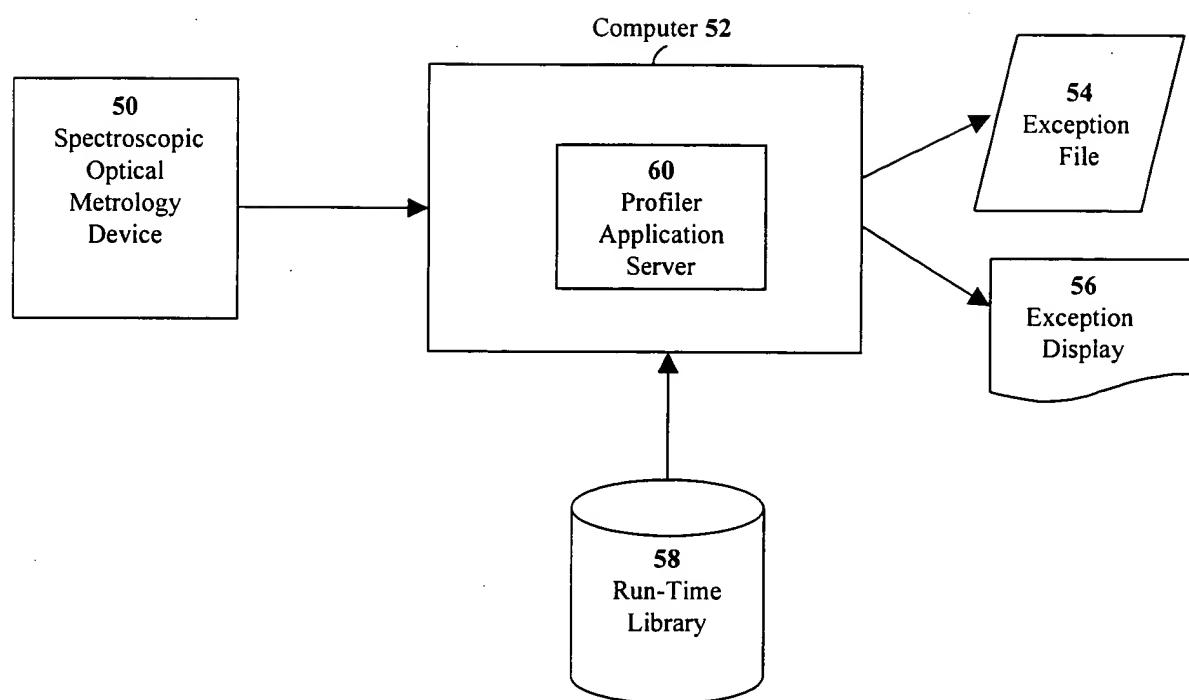 Computer 52
50
Spectroscopic
Optical
Metrology
Device
60
Profiler
Application
Server
54
Exception
File
56
Exception
Display
58
Run-Time
Library